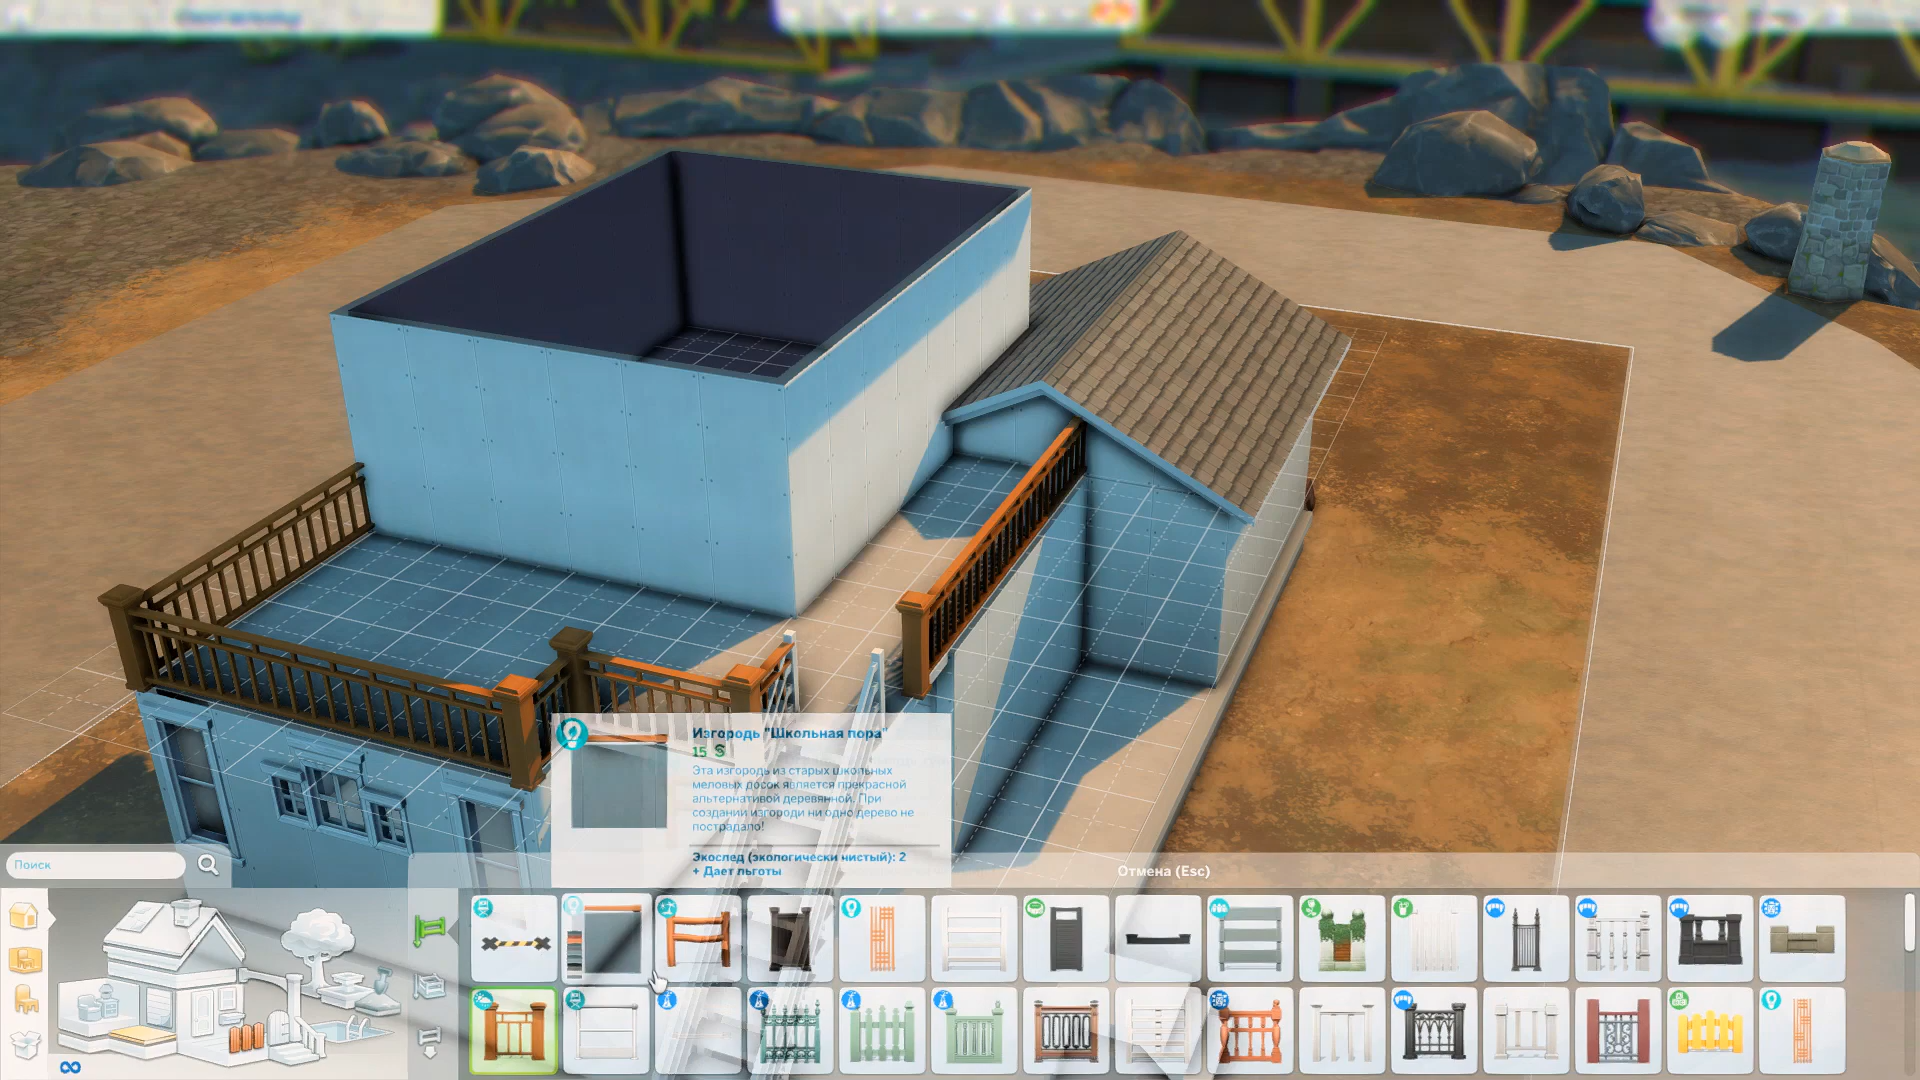 Изгородь "Школьная пора"
15 §
Эта изгородь из старых школьных
меловых досок является прекрасной
альтернативой деревянной. При
создании изгороди ни одно дерево не
пострадало!
Экослед (экологически чистый): 2
+ Дает льготы
Поиск
Отмена (Esc)